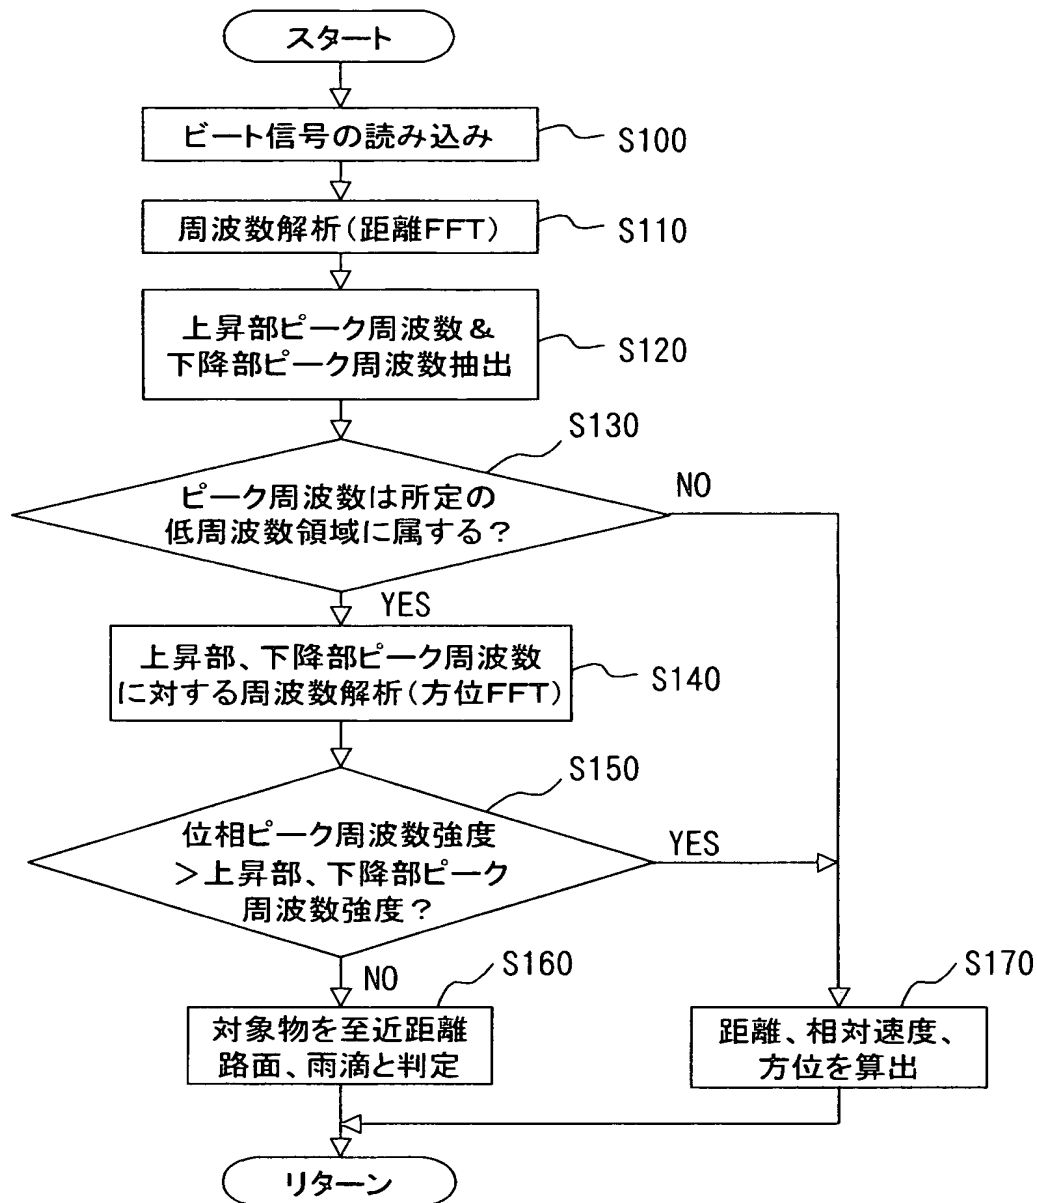 スタート
ビート信号の読み込み
S100
周波数解析(距離FFT)
S110
上昇部ピーク周波数&
下降部ピーク周波数抽出
S120
S130
ピーク周波数は所定の
低周波数領域に属する?
NO
YES
上昇部、下降部ピーク周波数
に対する周波数解析(方位FFT)
S140
S150
位相ピーク周波数強度
>上昇部、下降部ピーク
周波数強度?
YES
NO
S160
対象物を至近距離
路面、雨滴と判定
S170
距離、相対速度、
方位を算出
リターン